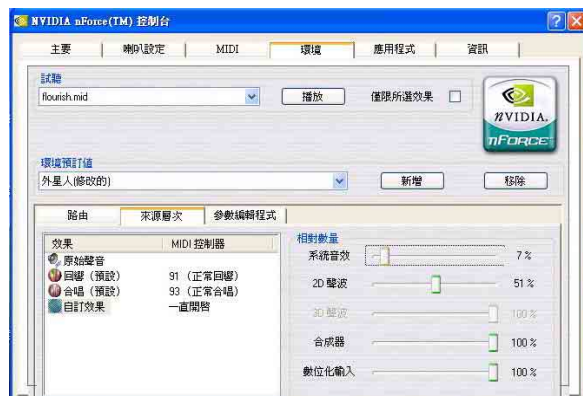 NVIDIA nForce(TM) 控制台
主要 喇叭設定 MIDI 環境 應用程式 資訊
試聽
flourish.mid 播放 僅限所選效果
NVIDIA
nFORCE
環境預訂值
外星人(修改的) 新增 移除
路由 來源層次 參數編輯程式
效果 MIDI 控制器
原始聲音
回響（預設） 91 （正常回響）
合唱（預設） 93 （正常合唱）
自訂效果 一直開啓
相對數量
系統音效 7 %
2D 聲波 51 %
3D 聲波 100 %
合成器 100 %
數位化輸入 100 %